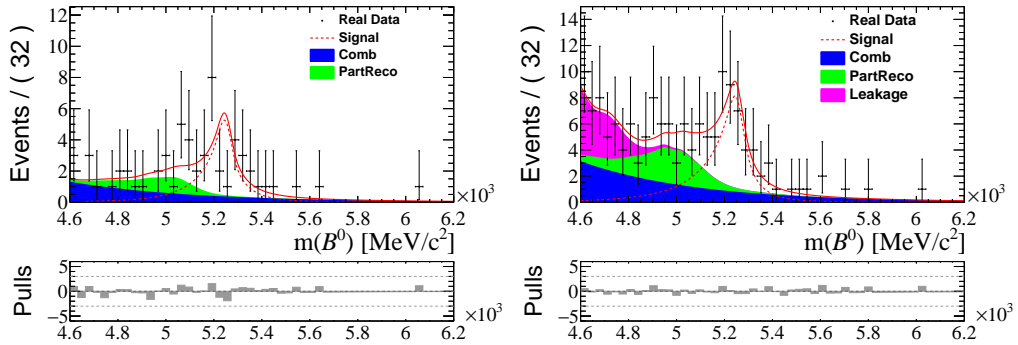 Events / ( 32 )
12
10
8
6
4
2
0
Real Data
Signal
Comb
PartReco
×10³
4.6 4.8 5 5.2 5.4 5.6 5.8 6 6.2
m(B⁰) [MeV/c²]
Pulls
5
0
−5
×10³
4.6 4.8 5 5.2 5.4 5.6 5.8 6 6.2
Events / ( 32 )
14
12
10
8
6
4
2
0
Real Data
Signal
Comb
PartReco
Leakage
×10³
4.6 4.8 5 5.2 5.4 5.6 5.8 6 6.2
m(B⁰) [MeV/c²]
Pulls
5
0
−5
×10³
4.6 4.8 5 5.2 5.4 5.6 5.8 6 6.2